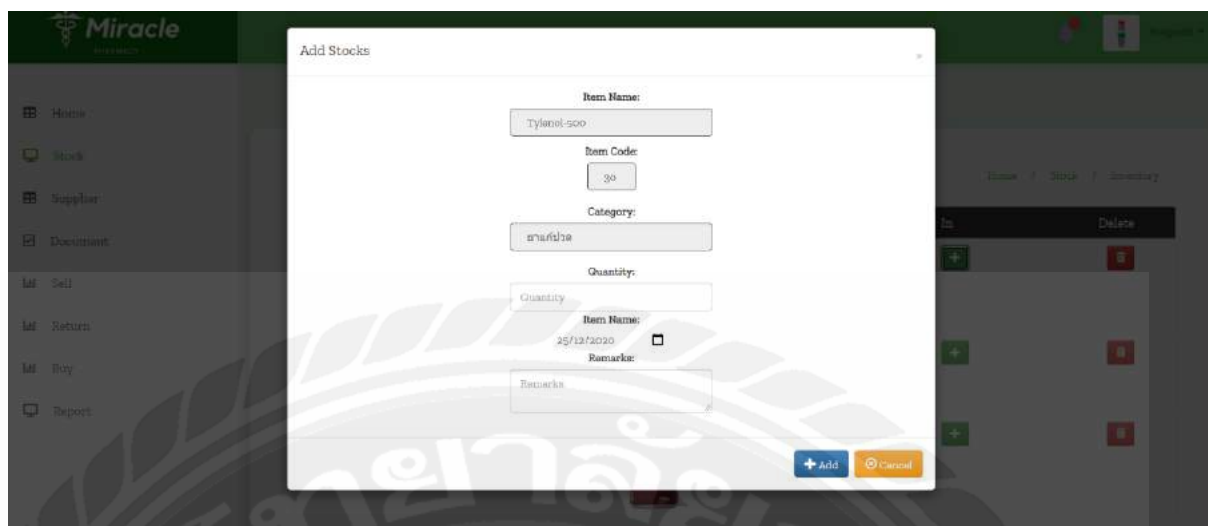 Miracle
PHARMACY
Add Stocks
Home
Stock
Supplier
Document
Sell
Return
Buy
Report
Home / Stock / Inventory
In Delete
Item Name:
Tylenol-500
Item Code:
30
Category:
ยาแก้ปวด
Quantity:
Quantity
Item Name:
25/12/2020
Remarks:
Remarks
Add Cancel